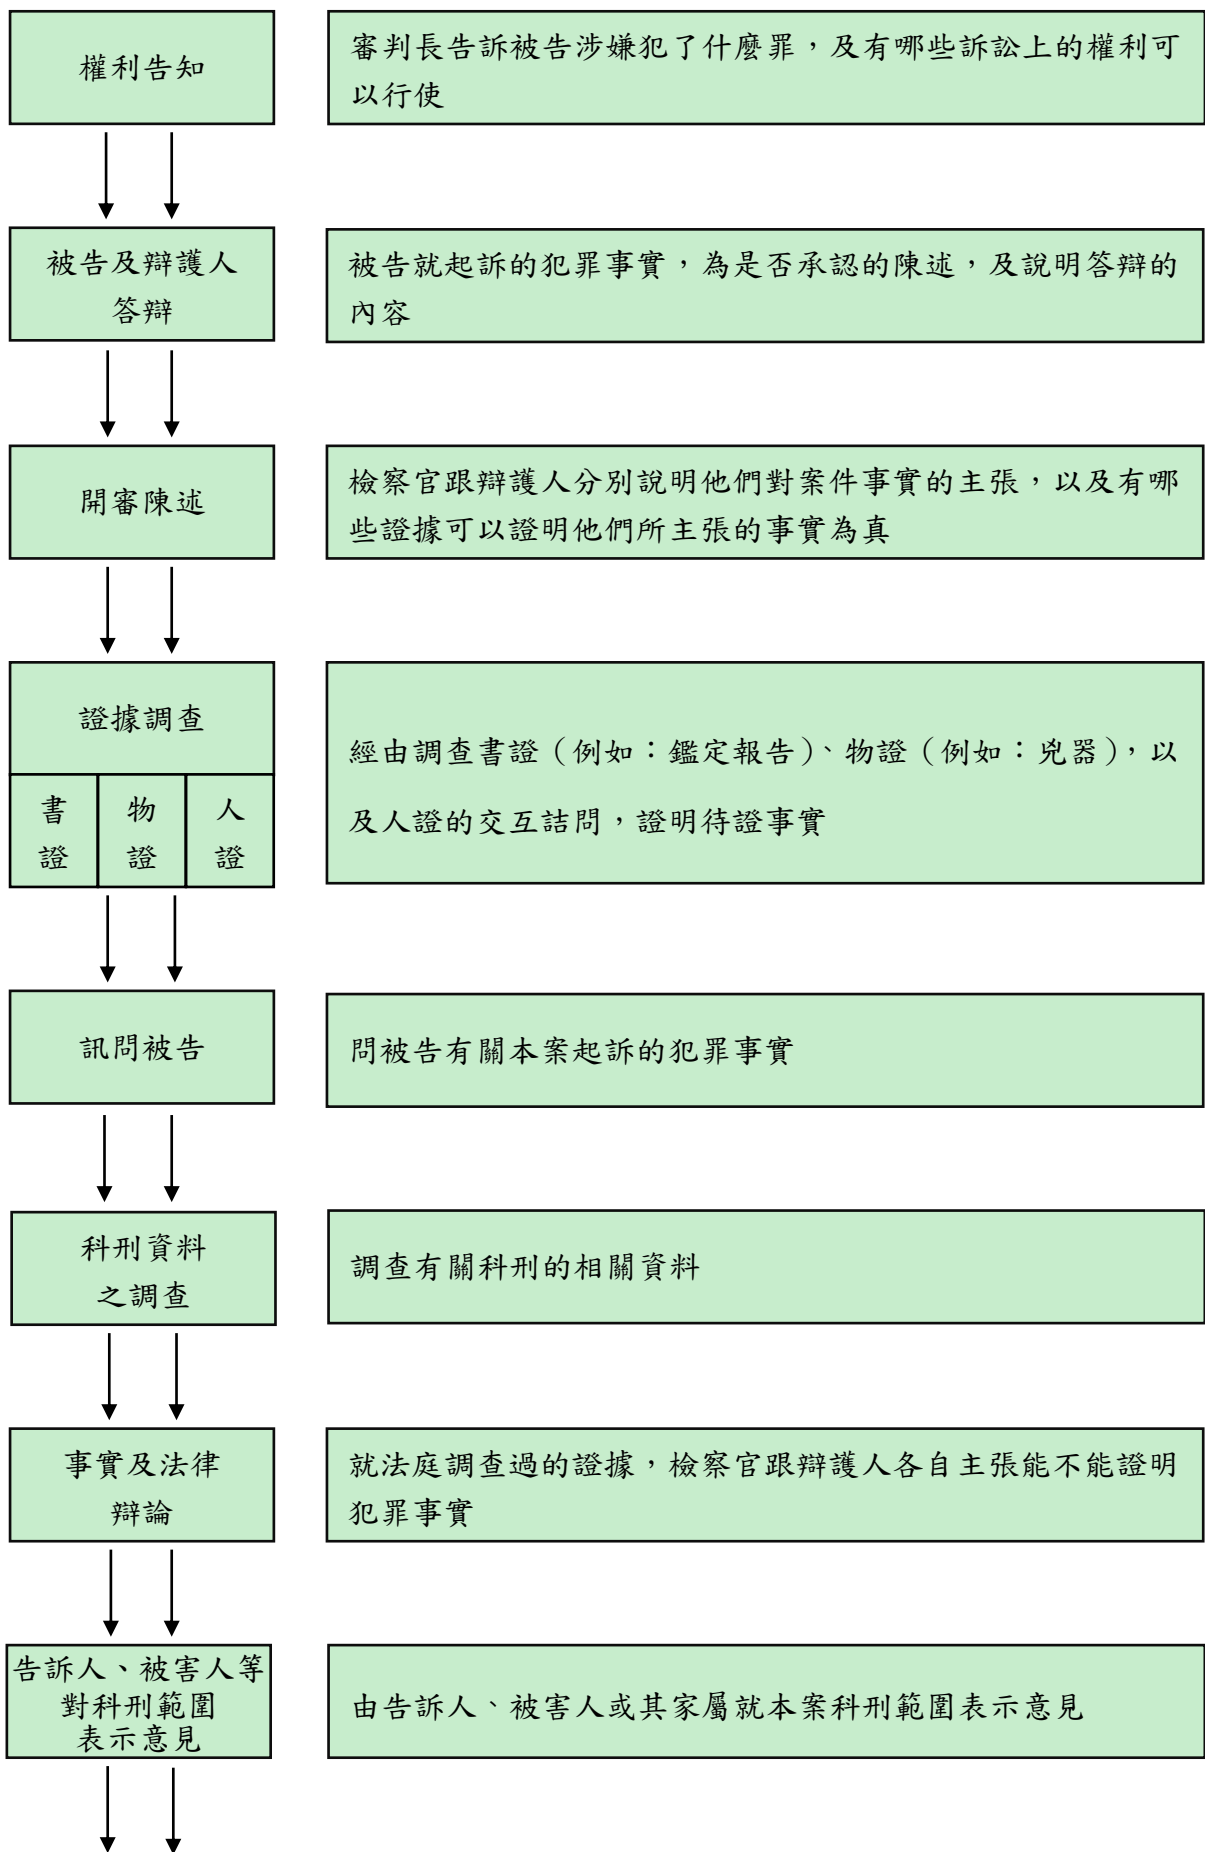 權利告知
審判長告訴被告涉嫌犯了什麼罪，及有哪些訴訟上的權利可
以行使
被告及辯護人
答辯
被告就起訴的犯罪事實，為是否承認的陳述，及說明答辯的
內容
開審陳述
檢察官跟辯護人分別說明他們對案件事實的主張，以及有哪
些證據可以證明他們所主張的事實為真
證據調查
書證
物證
人證
經由調查書證（例如：鑑定報告）、物證（例如：兇器），以
及人證的交互詰問，證明待證事實
訊問被告
問被告有關本案起訴的犯罪事實
科刑資料
之調查
調查有關科刑的相關資料
事實及法律
辯論
就法庭調查過的證據，檢察官跟辯護人各自主張能不能證明
犯罪事實
告訴人、被害人等
對科刑範圍
表示意見
由告訴人、被害人或其家屬就本案科刑範圍表示意見